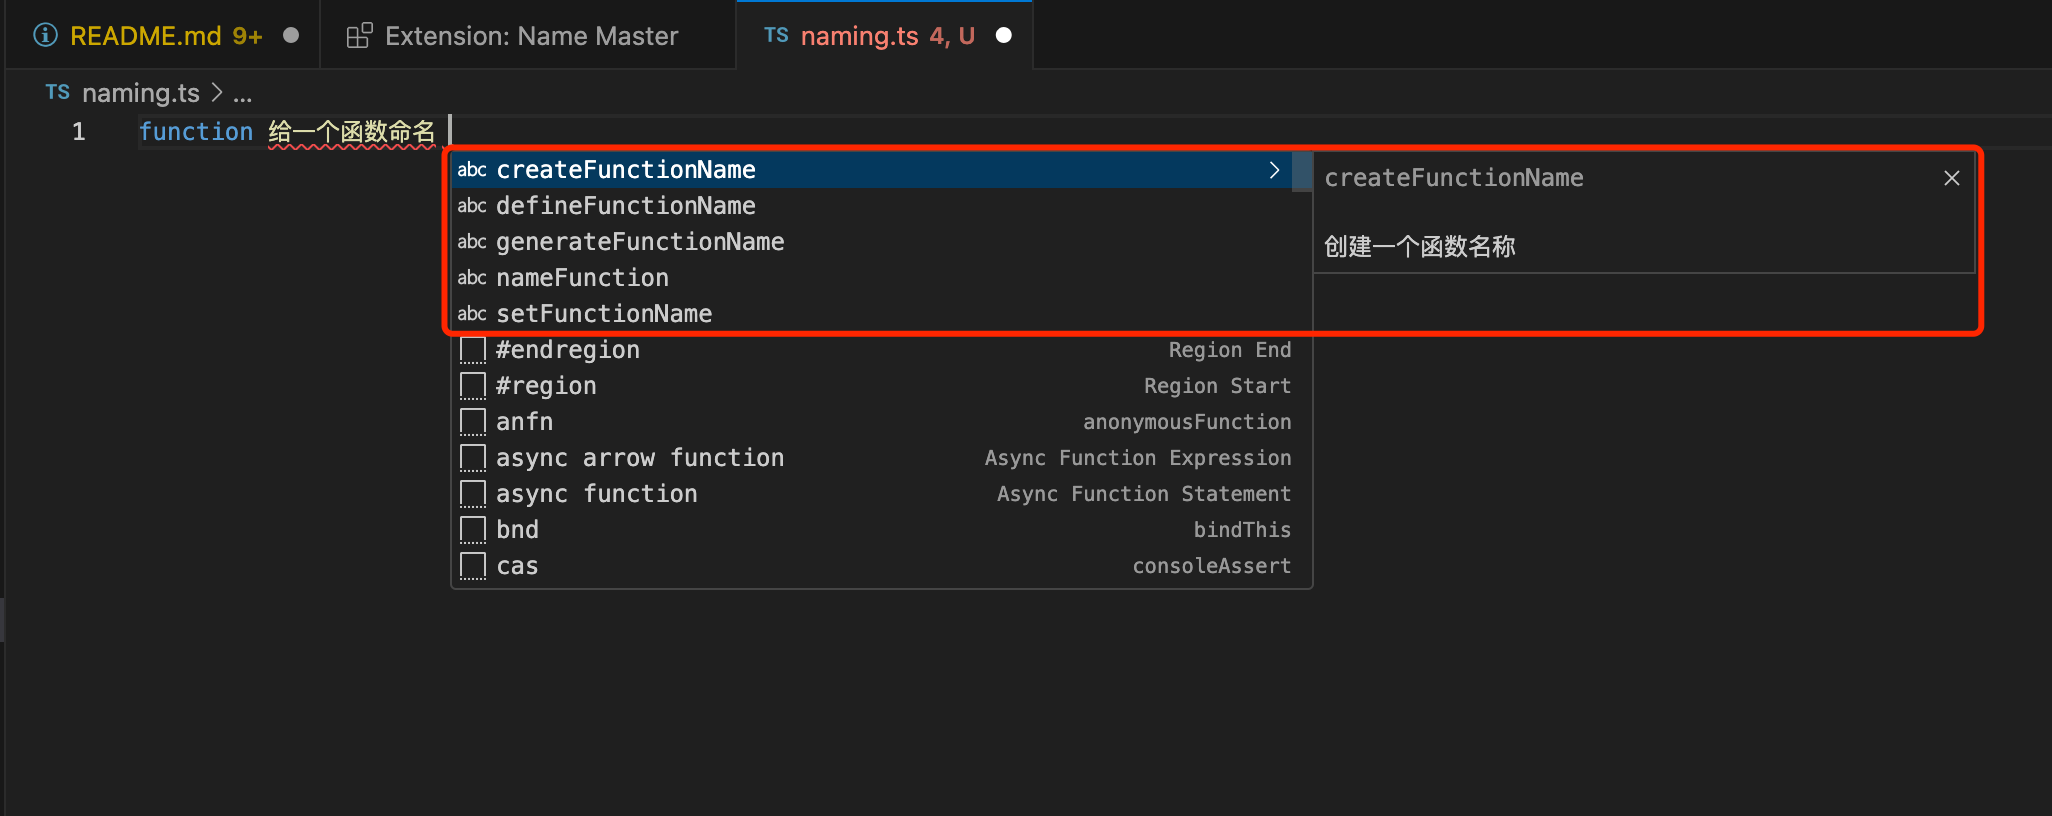 README.md 9+ Extension: Name Master TS naming.ts 4, U
TS naming.ts > ...
1 function 给一个函数命名
abc createFunctionName
abc defineFunctionName
abc generateFunctionName
abc nameFunction
abc setFunctionName
#endregion Region End
#region Region Start
anfn anonymousFunction
async arrow function Async Function Expression
async function Async Function Statement
bnd bindThis
cas consoleAssert
createFunctionName
创建一个函数名称